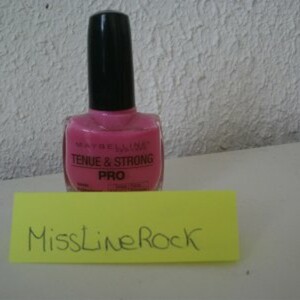 MAYBELLINE
TENUE & STRONG
PRO
MISSLINEROCK